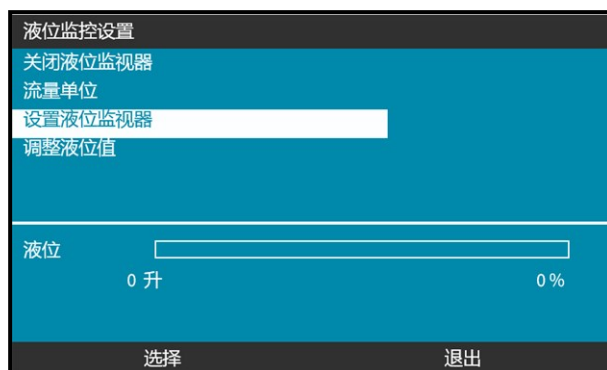 液位监控设置
关闭液位监视器
流量单位
设置液位监视器
调整液位值
液位
0 升 0 %
选择 退出